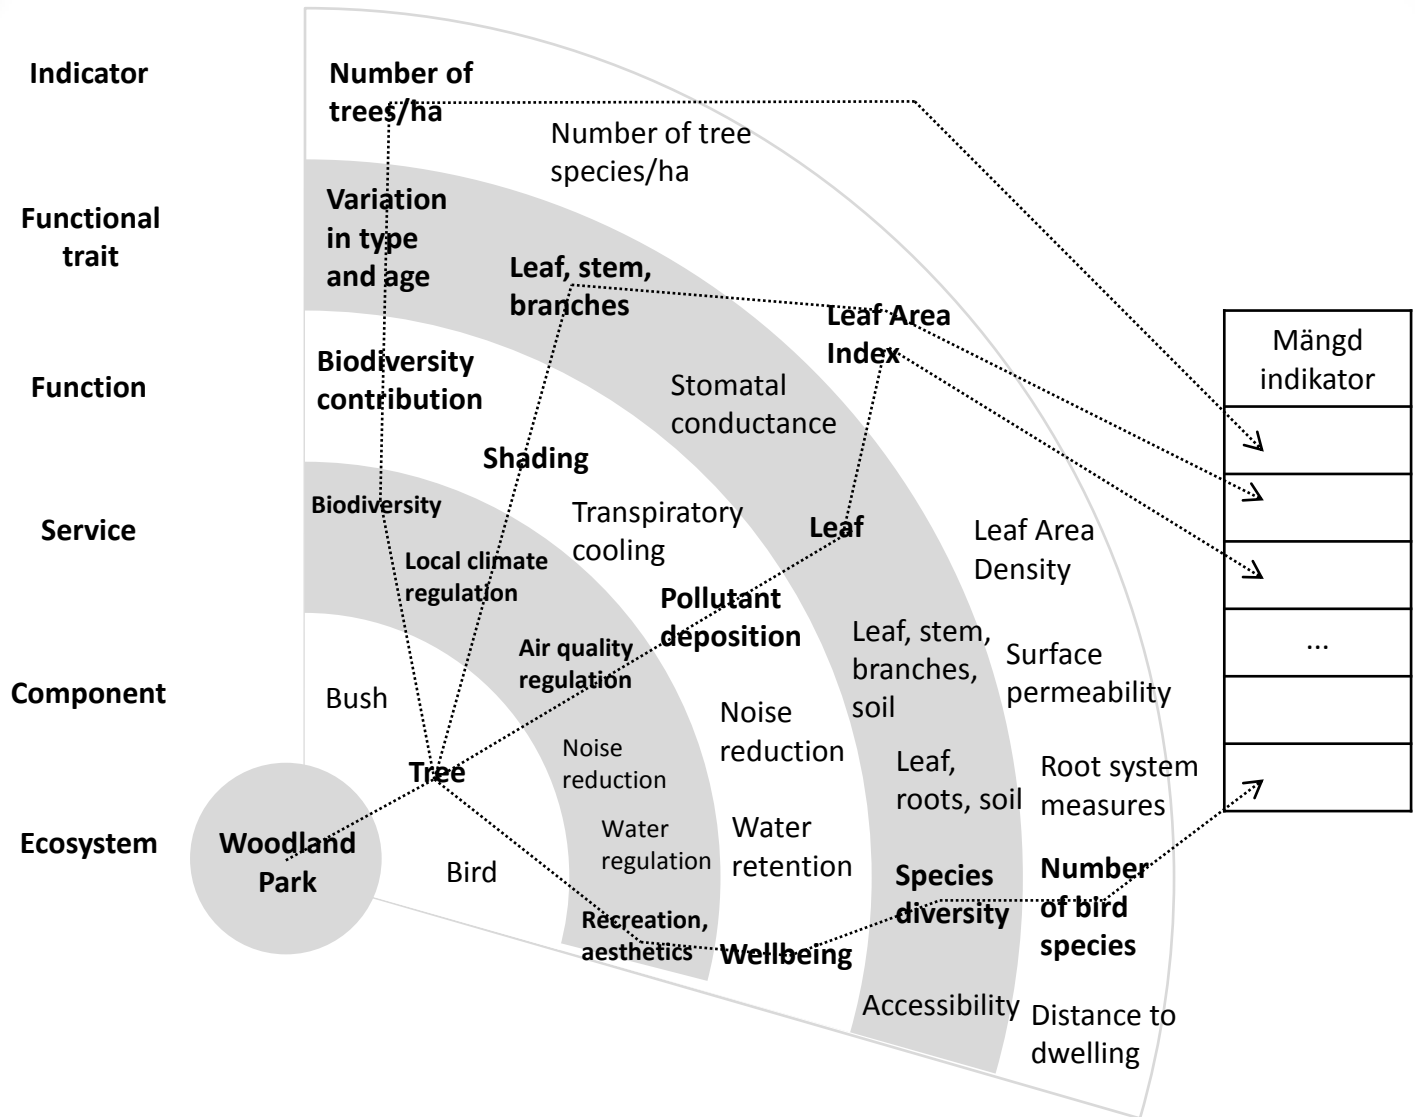 Indicator
Functional
trait
Function
Service
Component
Ecosystem
Number of
trees/ha
Number of tree
species/ha
Variation
in type
and age
Leaf, stem,
branches
Leaf Area
Index
Biodiversity
contribution
Stomatal
conductance
Shading
Biodiversity
Transpiratory
cooling
Leaf
Leaf Area
Density
Local climate
regulation
Pollutant
deposition
Air quality
regulation
Leaf, stem,
branches,
soil
Surface
permeability
Bush
Noise
reduction
Tree
Noise
reduction
Leaf,
roots, soil
Root system
measures
Woodland
Park
Bird
Water
regulation
Water
retention
Species
diversity
Number
of bird
species
Recreation,
aesthetics
Wellbeing
Accessibility
Distance to
dwelling
Mängd
indikator
...